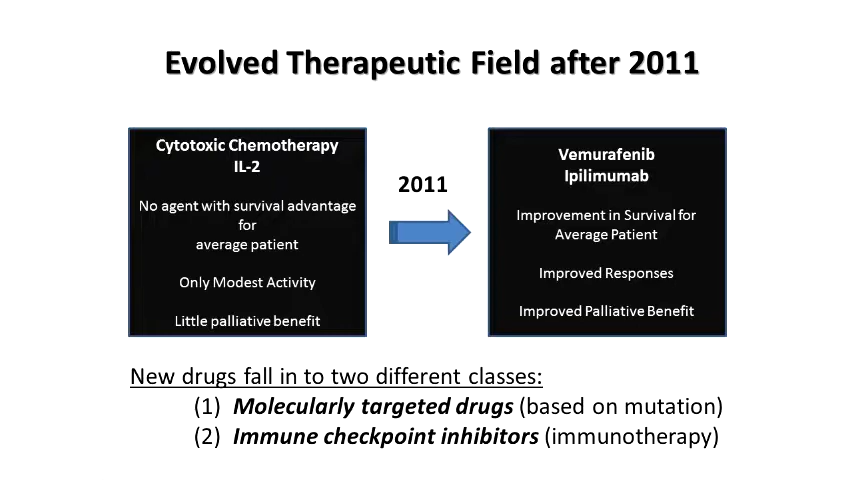 Evolved Therapeutic Field after 2011
Cytotoxic Chemotherapy
IL-2
No agent with survival advantage
for
average patient
Only Modest Activity
Little palliative benefit
2011
Vemurafenib
Ipilimumab
Improvement in Survival for
Average Patient
Improved Responses
Improved Palliative Benefit
New drugs fall in to two different classes:
(1) Molecularly targeted drugs (based on mutation)
(2) Immune checkpoint inhibitors (immunotherapy)